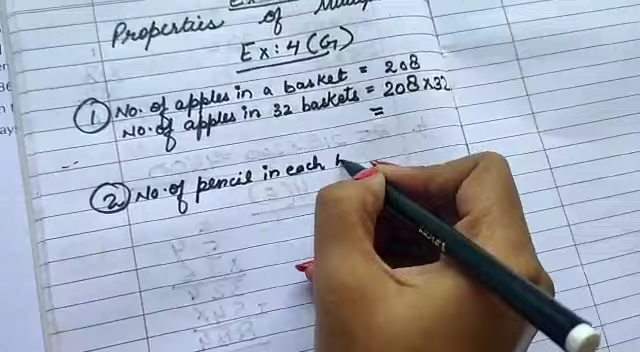 Properties of
Ex: 4 (G)
① No. of apples in a basket = 208
No. of apples in 32 baskets = 208×32
=
② No. of pencil in each